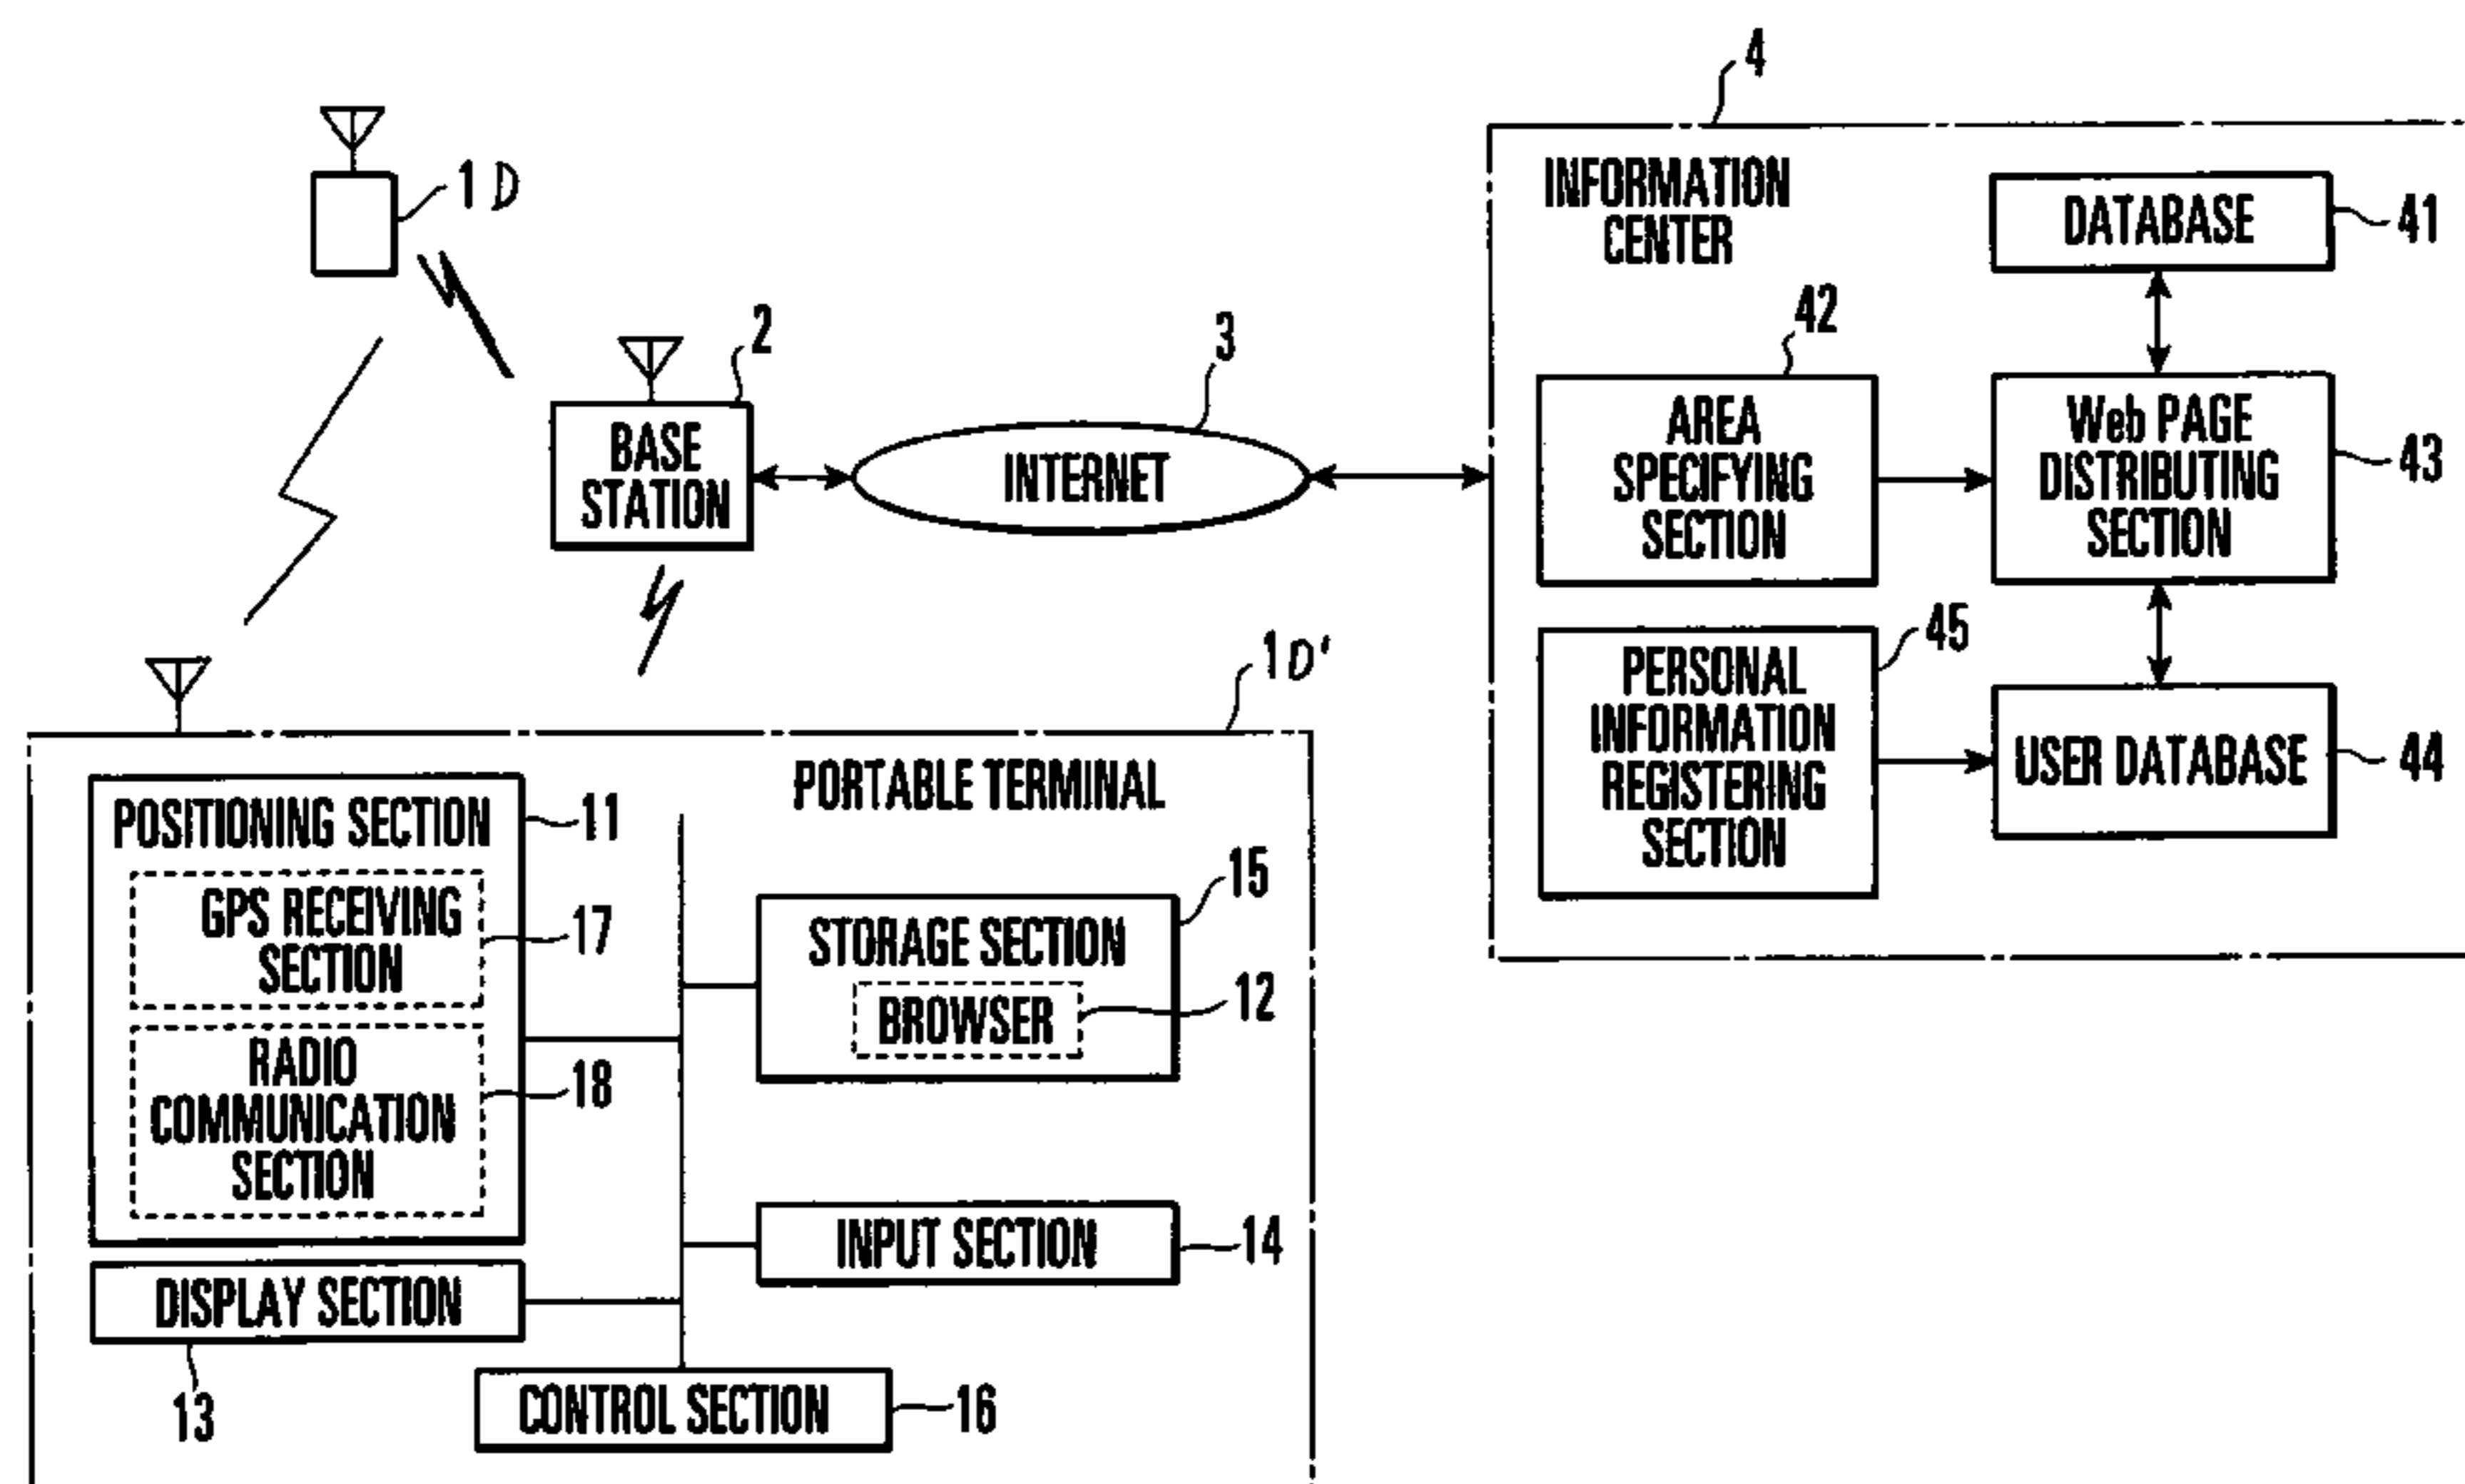 4
1D
INFORMATION
CENTER
DATABASE
41
2
3
42
BASE
STATION
INTERNET
AREA
SPECIFYING
SECTION
Web PAGE
DISTRIBUTING
SECTION
43
45
PERSONAL
INFORMATION
REGISTERING
SECTION
USER DATABASE
44
1D'
PORTABLE TERMINAL
POSITIONING SECTION
11
GPS RECEIVING
SECTION
17
RADIO
COMMUNICATION
SECTION
18
15
STORAGE SECTION
BROWSER
12
INPUT SECTION
14
DISPLAY SECTION
13
CONTROL SECTION
16